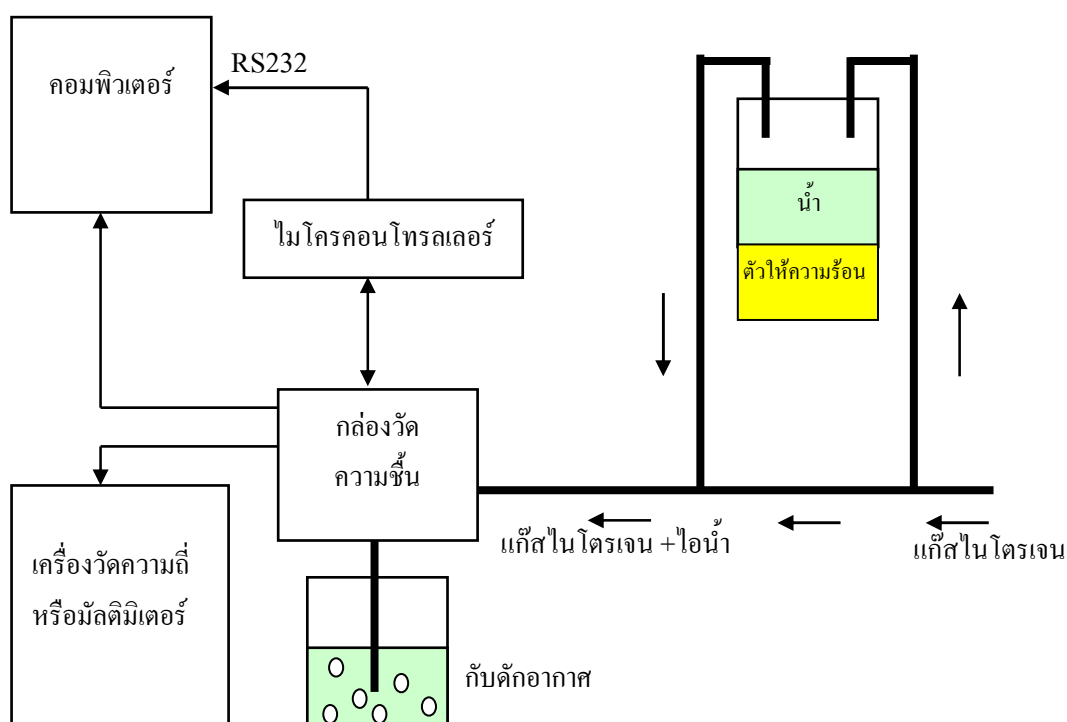 คอมพิวเตอร์
RS232
น้ำ
ไมโครคอนโทรลเลอร์
ตัวให้ความร้อน
กล่องวัด
ความชื้น
แก๊สไนโตรเจน +ไอน้ำ
แก๊สไนโตรเจน
เครื่องวัดความถี่
หรือมัลติมิเตอร์
กับดักอากาศ